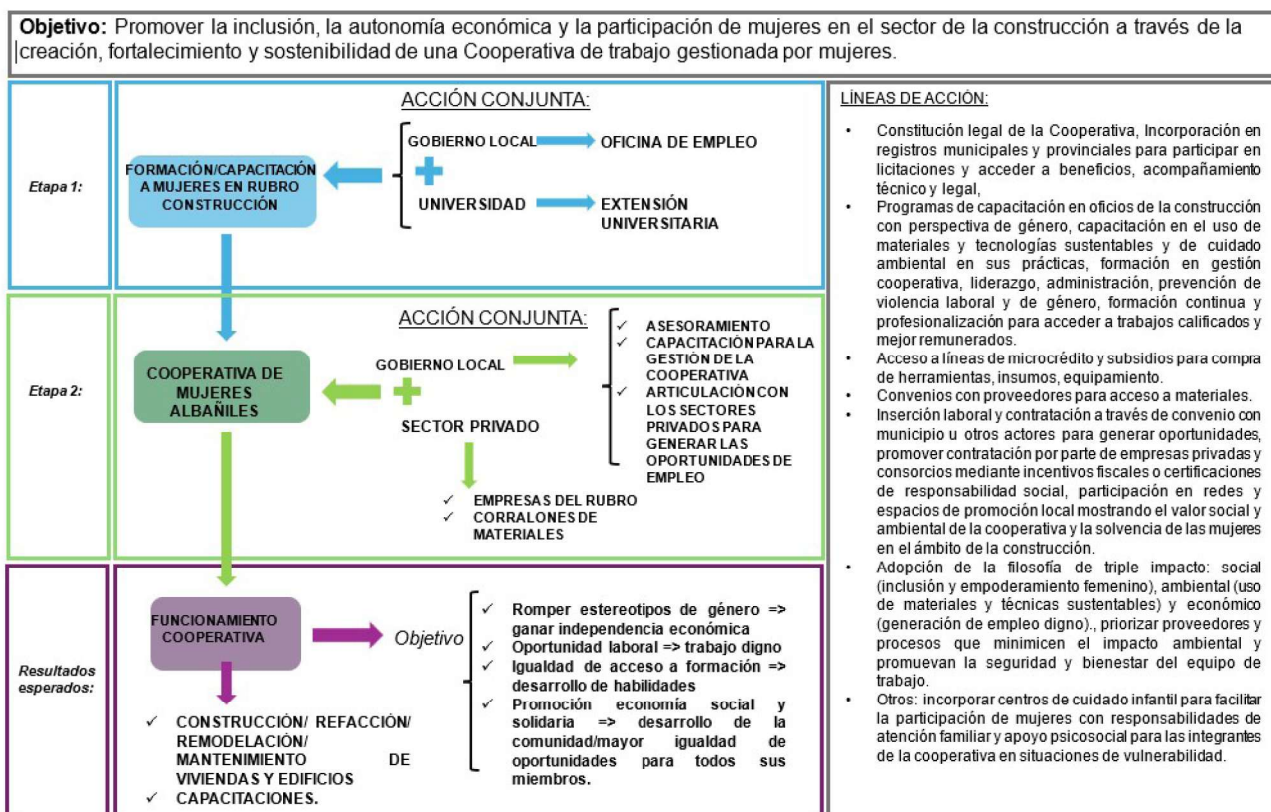 Objetivo: Promover la inclusión, la autonomía económica y la participación de mujeres en el sector de la construcción a través de la
creación, fortalecimiento y sostenibilidad de una Cooperativa de trabajo gestionada por mujeres.
Etapa 1:
FORMACIÓN/CAPACITACIÓN
A MUJERES EN RUBRO
CONSTRUCCIÓN
ACCIÓN CONJUNTA:
GOBIERNO LOCAL
OFICINA DE EMPLEO
UNIVERSIDAD
EXTENSIÓN
UNIVERSITARIA
Etapa 2:
COOPERATIVA DE
MUJERES
ALBAÑILES
ACCIÓN CONJUNTA:
GOBIERNO LOCAL
SECTOR PRIVADO
✓ EMPRESAS DEL RUBRO
✓ CORRALONES DE
MATERIALES
✓ ASESORAMIENTO
✓ CAPACITACIÓN PARA LA
GESTIÓN DE LA
COOPERATIVA
✓ ARTICULACIÓN CON
LOS SECTORES
PRIVADOS PARA
GENERAR LAS
OPORTUNIDADES DE
EMPLEO
Resultados
esperados:
FUNCIONAMIENTO
COOPERATIVA
✓ CONSTRUCCIÓN/ REFACCIÓN/
REMODELACIÓN/
MANTENIMIENTO DE
VIVIENDAS Y EDIFICIOS
✓ CAPACITACIONES.
Objetivo
✓ Romper estereotipos de género =>
ganar independencia económica
✓ Oportunidad laboral => trabajo digno
✓ Igualdad de acceso a formación =>
desarrollo de habilidades
✓ Promoción economía social y
solidaria => desarrollo de la
comunidad/mayor igualdad de
oportunidades para todos sus
miembros.
LÍNEAS DE ACCIÓN:
• Constitución legal de la Cooperativa, Incorporación en
registros municipales y provinciales para participar en
licitaciones y acceder a beneficios, acompañamiento
técnico y legal,
• Programas de capacitación en oficios de la construcción
con perspectiva de género, capacitación en el uso de
materiales y tecnologías sustentables y de cuidado
ambiental en sus prácticas, formación en gestión
cooperativa, liderazgo, administración, prevención de
violencia laboral y de género, formación continua y
profesionalización para acceder a trabajos calificados y
mejor remunerados.
• Acceso a líneas de microcrédito y subsidios para compra
de herramientas, insumos, equipamiento.
• Convenios con proveedores para acceso a materiales.
• Inserción laboral y contratación a través de convenio con
municipio u otros actores para generar oportunidades,
promover contratación por parte de empresas privadas y
consorcios mediante incentivos fiscales o certificaciones
de responsabilidad social, participación en redes y
espacios de promoción local mostrando el valor social y
ambiental de la cooperativa y la solvencia de las mujeres
en el ámbito de la construcción.
• Adopción de la filosofía de triple impacto: social
(inclusión y empoderamiento femenino), ambiental (uso
de materiales y técnicas sustentables) y económico
(generación de empleo digno)., priorizar proveedores y
procesos que minimicen el impacto ambiental y
promuevan la seguridad y bienestar del equipo de
trabajo.
• Otros: incorporar centros de cuidado infantil para facilitar
la participación de mujeres con responsabilidades de
atención familiar y apoyo psicosocial para las integrantes
de la cooperativa en situaciones de vulnerabilidad.